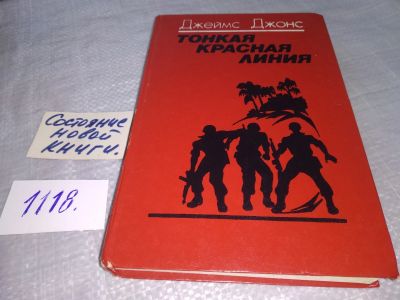 Джеймс Джонс
ТОНКАЯ
КРАСНАЯ
ЛИНИЯ
Состояние
новой
книги.
1118.